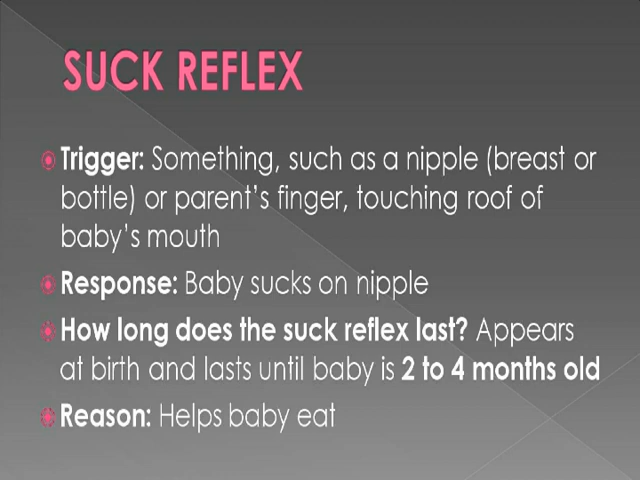 SUCK REFLEX
Trigger: Something, such as a nipple (breast or
bottle) or parent's finger, touching roof of
baby's mouth
Response: Baby sucks on nipple
How long does the suck reflex last? Appears
at birth and lasts until baby is 2 to 4 months old
Reason: Helps baby eat